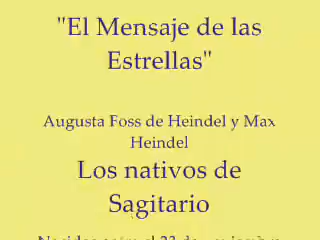 "El Mensaje de las
Estrellas"
Augusta Foss de Heindel y Max
Heindel
Los nativos de
Sagitario